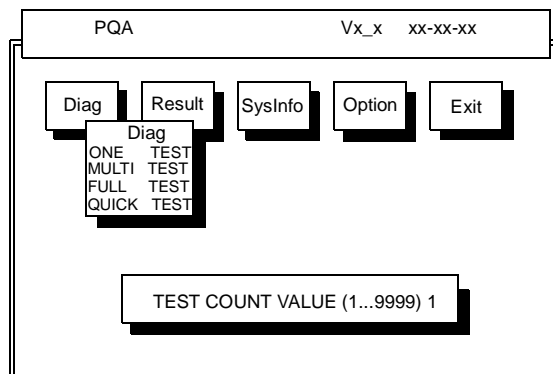 PQA Vx_x xx-xx-xx
Diag Result SysInfo Option Exit
Diag
ONE TEST
MULTI TEST
FULL TEST
QUICK TEST
TEST COUNT VALUE (1...9999) 1